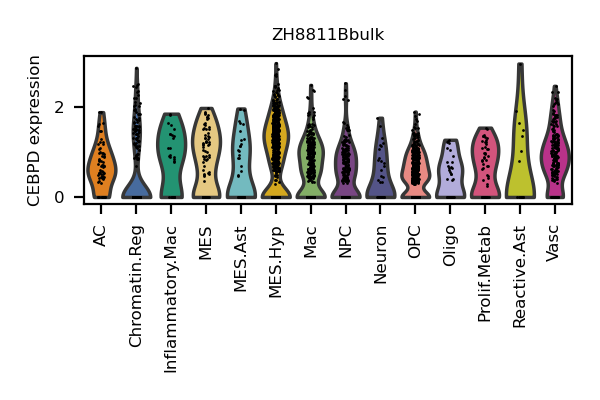 ZH8811Bbulk
CEBPD expression
2
0
AC
Chromatin.Reg
Inflammatory.Mac
MES
MES.Ast
MES.Hyp
Mac
NPC
Neuron
OPC
Oligo
Prolif.Metab
Reactive.Ast
Vasc